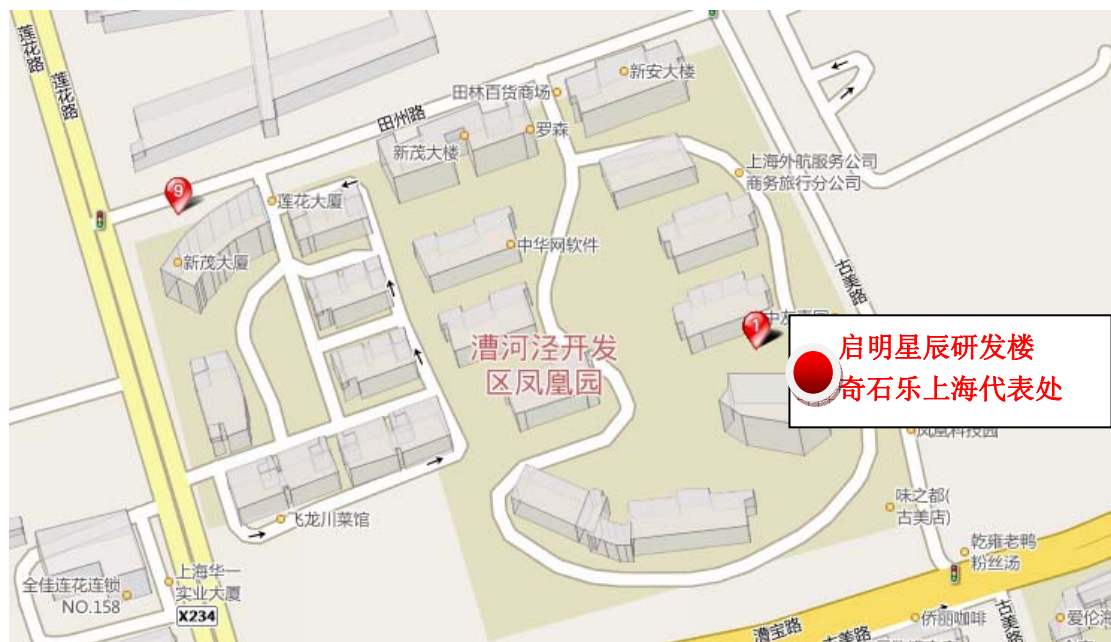 莲花路
莲花路
新安大楼
田林百货商场
田州路
罗森
新茂大楼
上海外航服务公司
商务旅行分公司
9
莲花大厦
中华网软件
新茂大厦
古美路
1
启明星辰研发楼
奇石乐上海代表处
漕河泾开发
区凤凰园
凤凰科技园
味之都(
古美店)
飞龙川菜馆
乾雍老鸭
粉丝汤
上海华一
实业大厦
全佳连花连锁
NO.158
X234
侨丽咖啡
漕宝路
古美路
古美路